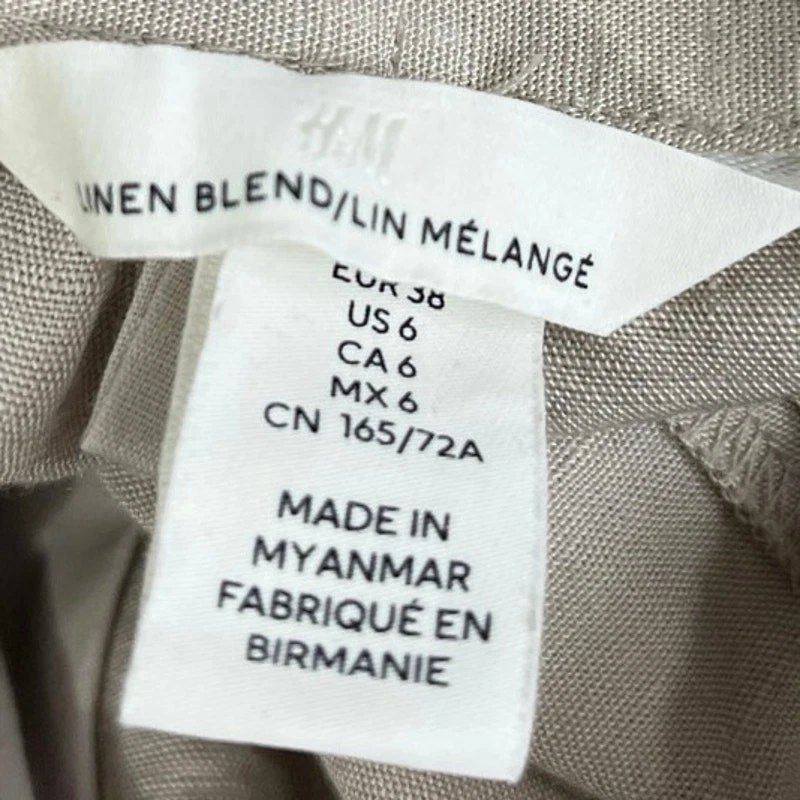 H&M
LINEN BLEND/LIN MÉLANGÉ
EUR 38
US 6
CA 6
MX 6
CN 165/72A
MADE IN
MYANMAR
FABRIQUÉ EN
BIRMANIE